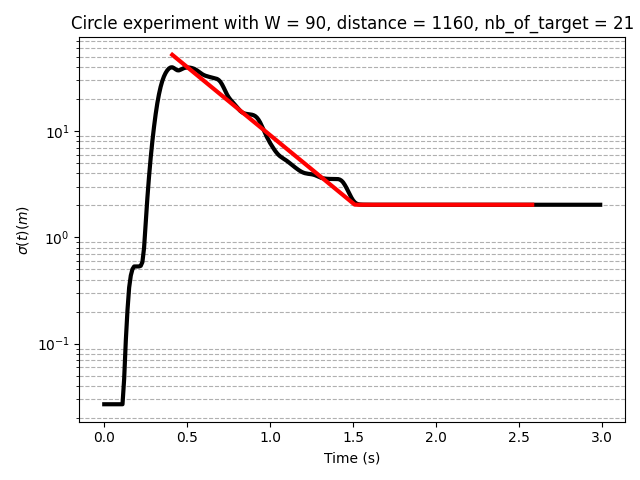 Circle experiment with W = 90, distance = 1160, nb_of_target = 21
10¹
10⁰
10⁻¹
σ(t)(m)
0.0 0.5 1.0 1.5 2.0 2.5 3.0
Time (s)